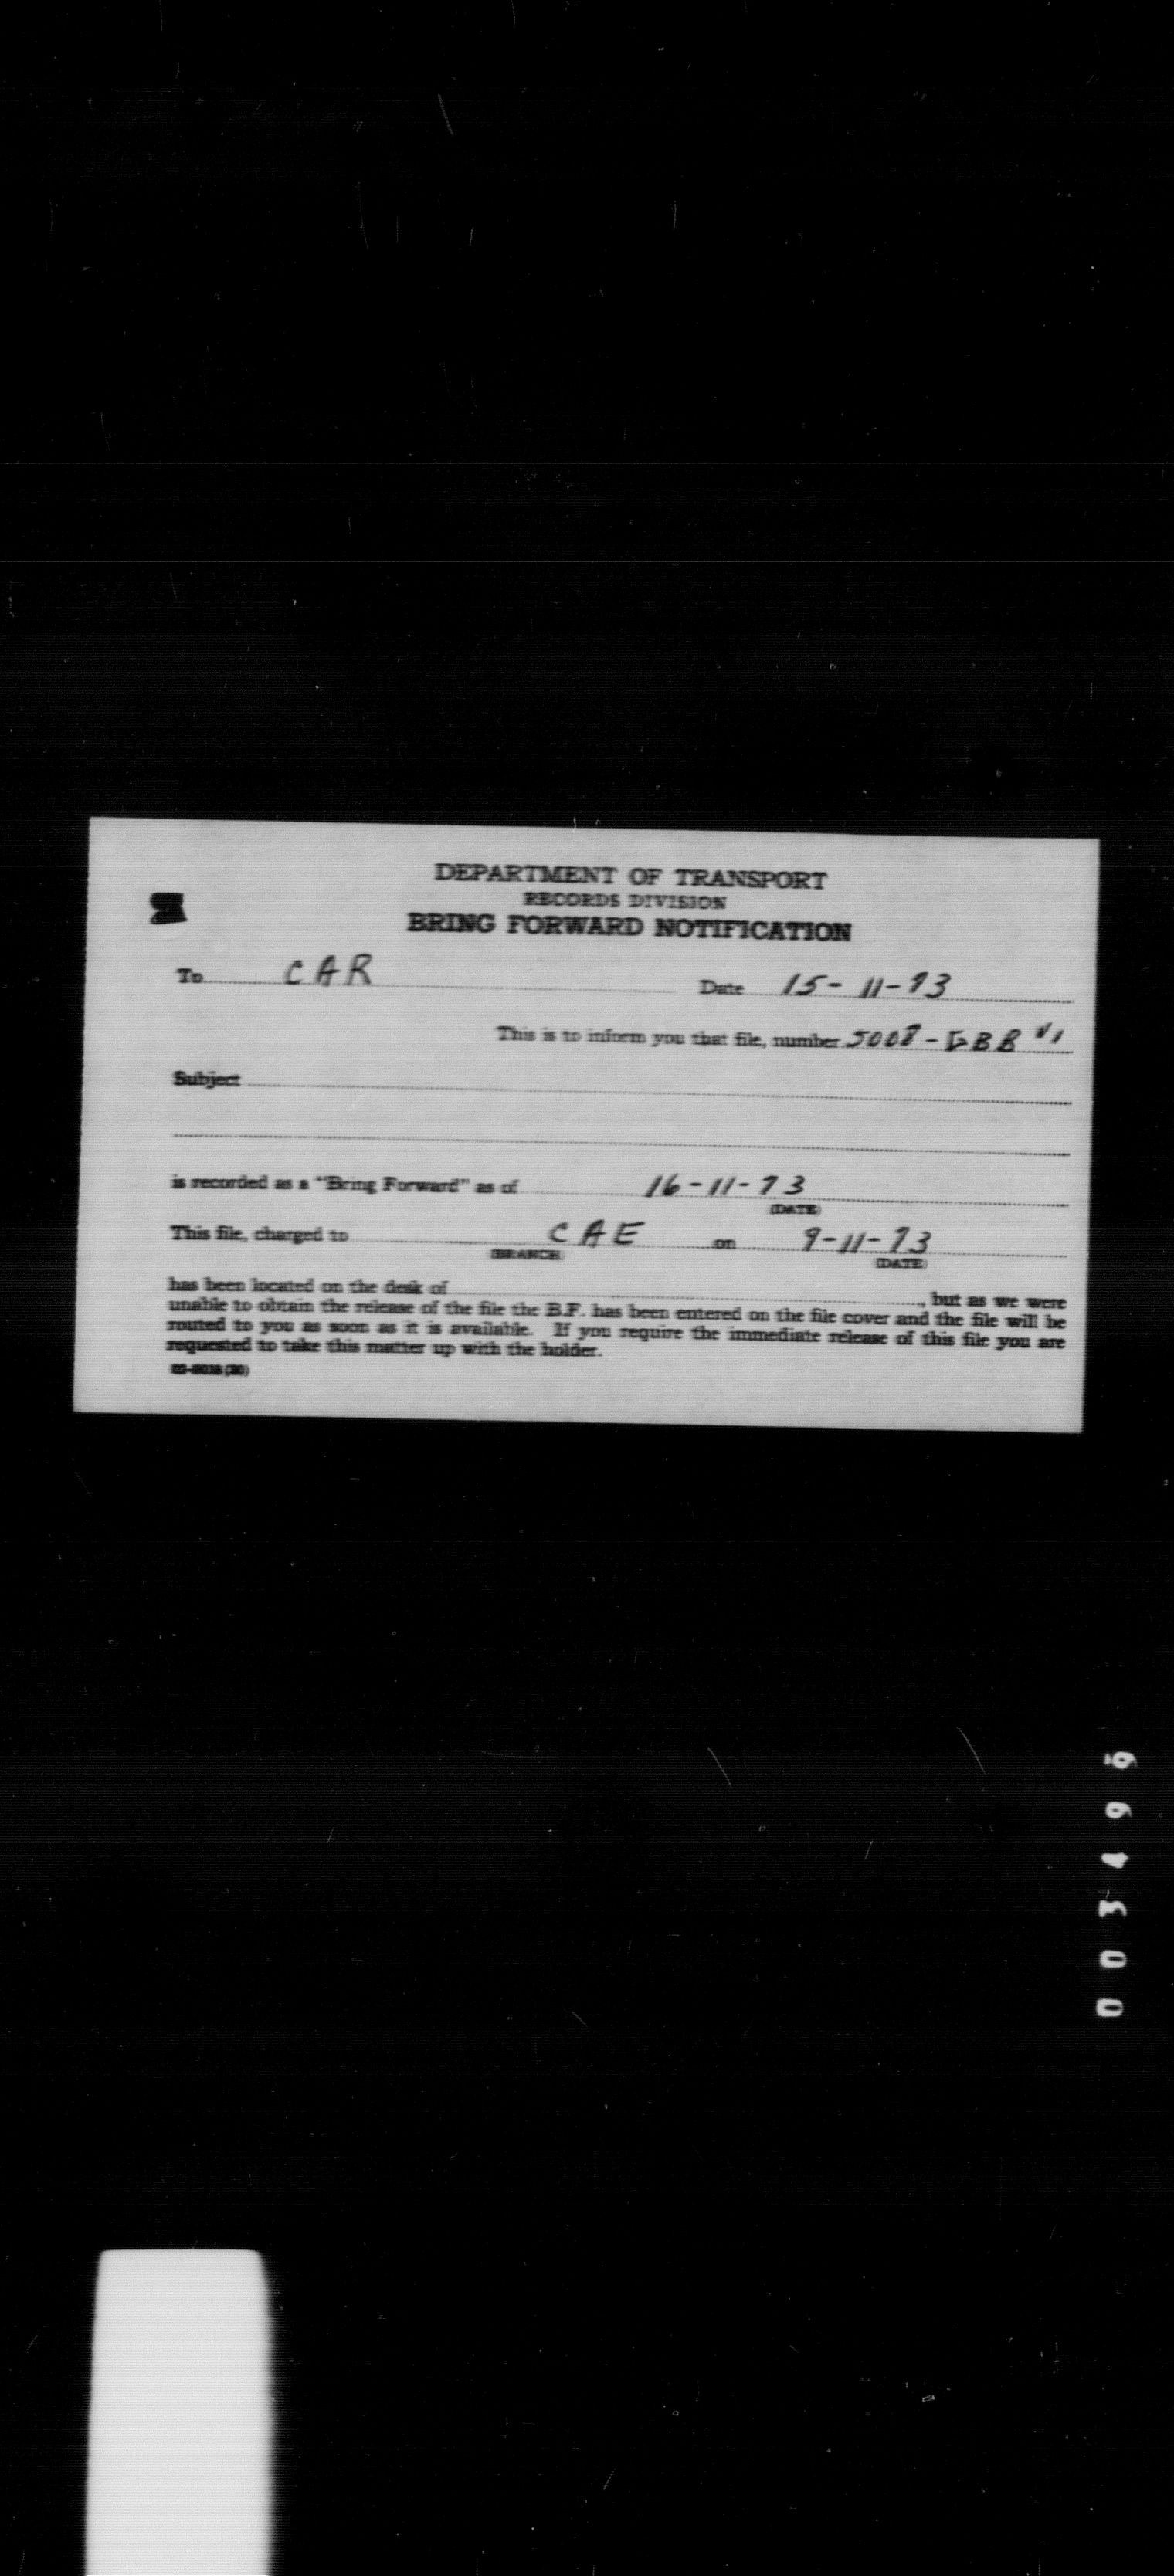 DEPARTMENT OF TRANSPORT
RECORDS DIVISION
BRING FORWARD NOTIFICATION
To CAR Date 15-11-73
This is to inform you that file, number 5008-GBB V1
Subject
is recorded as a "Bring Forward" as of 16-11-73
(DATE)
This file, charged to CAE on 9-11-73
(BRANCH) (DATE)
has been located on the desk of , but as we were
unable to obtain the release of the file the B.F. has been entered on the file cover and the file will be
routed to you as soon as it is available. If you require the immediate release of this file you are
requested to take this matter up with the holder.
003499